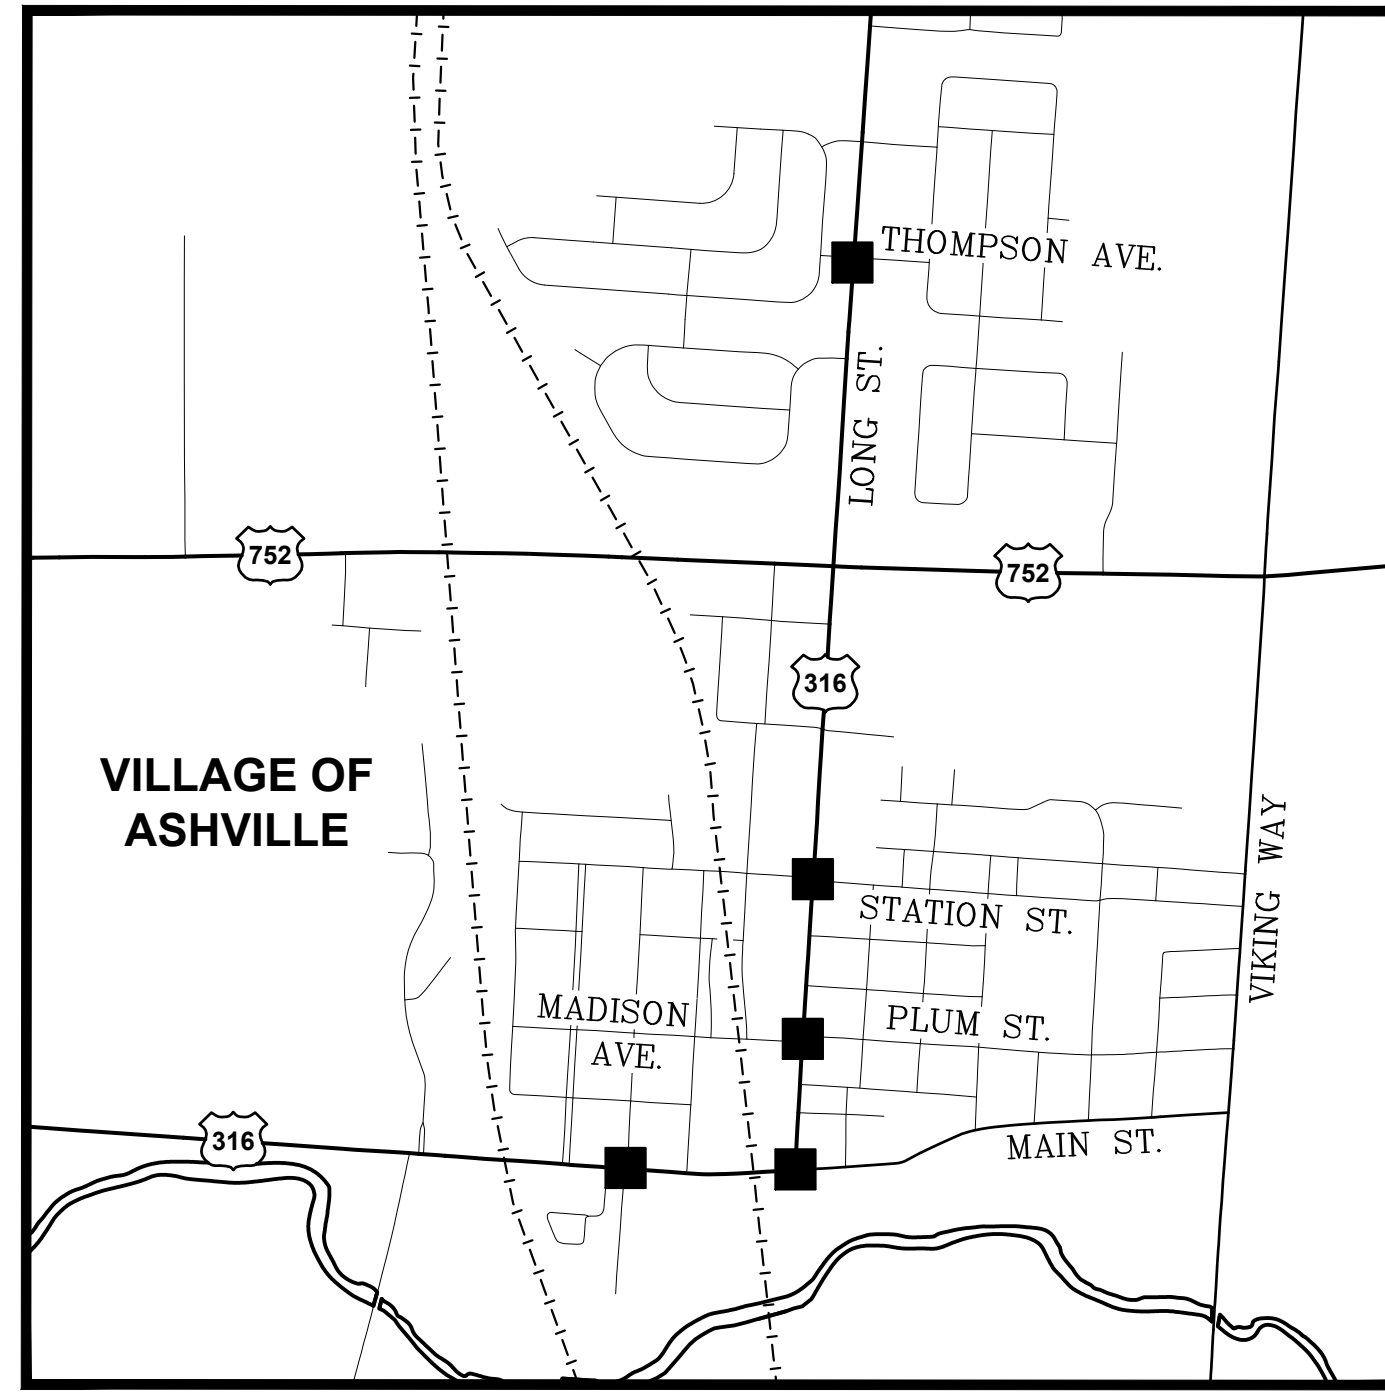 THOMPSON AVE.
LONG ST.
752
752
316
VILLAGE OF
ASHVILLE
VIKING WAY
STATION ST.
MADISON
AVE.
PLUM ST.
316
MAIN ST.